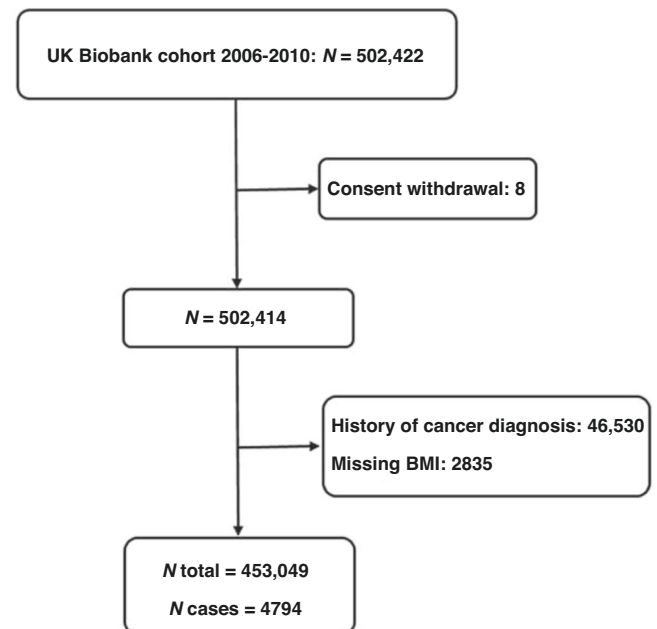 UK Biobank cohort 2006-2010: N = 502,422
Consent withdrawal: 8
N = 502,414
History of cancer diagnosis: 46,530
Missing BMI: 2835
N total = 453,049
N cases = 4794